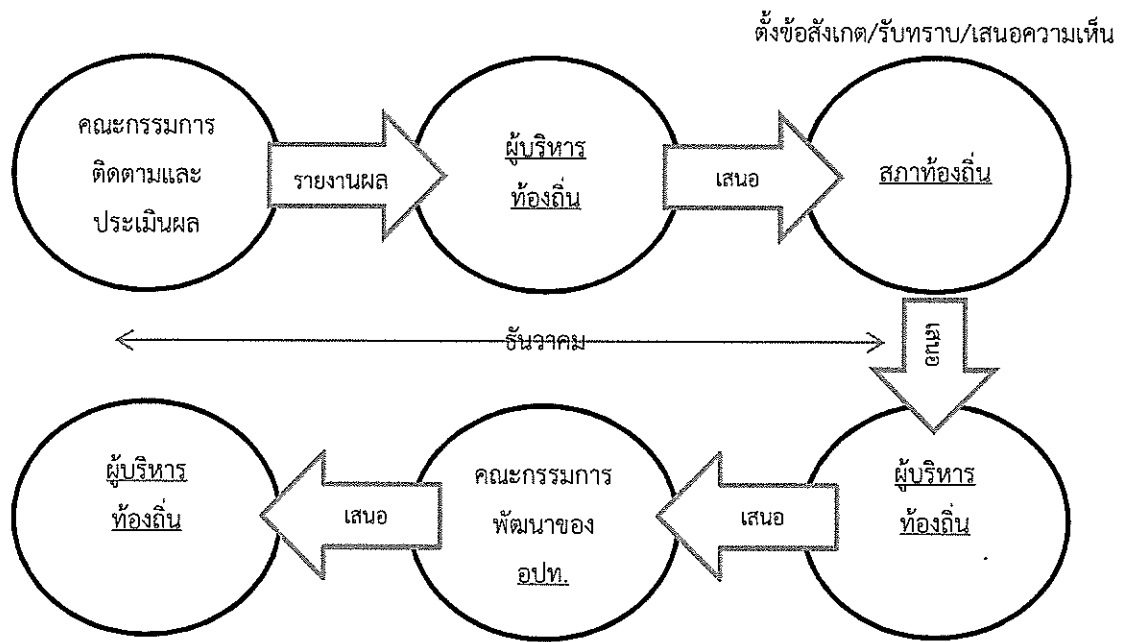 ตั้งข้อสังเกต/รับทราบ/เสนอความเห็น
คณะกรรมการ
ติดตามและ
ประเมินผล
รายงานผล
ผู้บริหาร
ท้องถิ่น
เสนอ
สภาท้องถิ่น
เสนอ
ธันวาคม
ผู้บริหาร
ท้องถิ่น
เสนอ
คณะกรรมการ
พัฒนาของ
อปท.
เสนอ
ผู้บริหาร
ท้องถิ่น